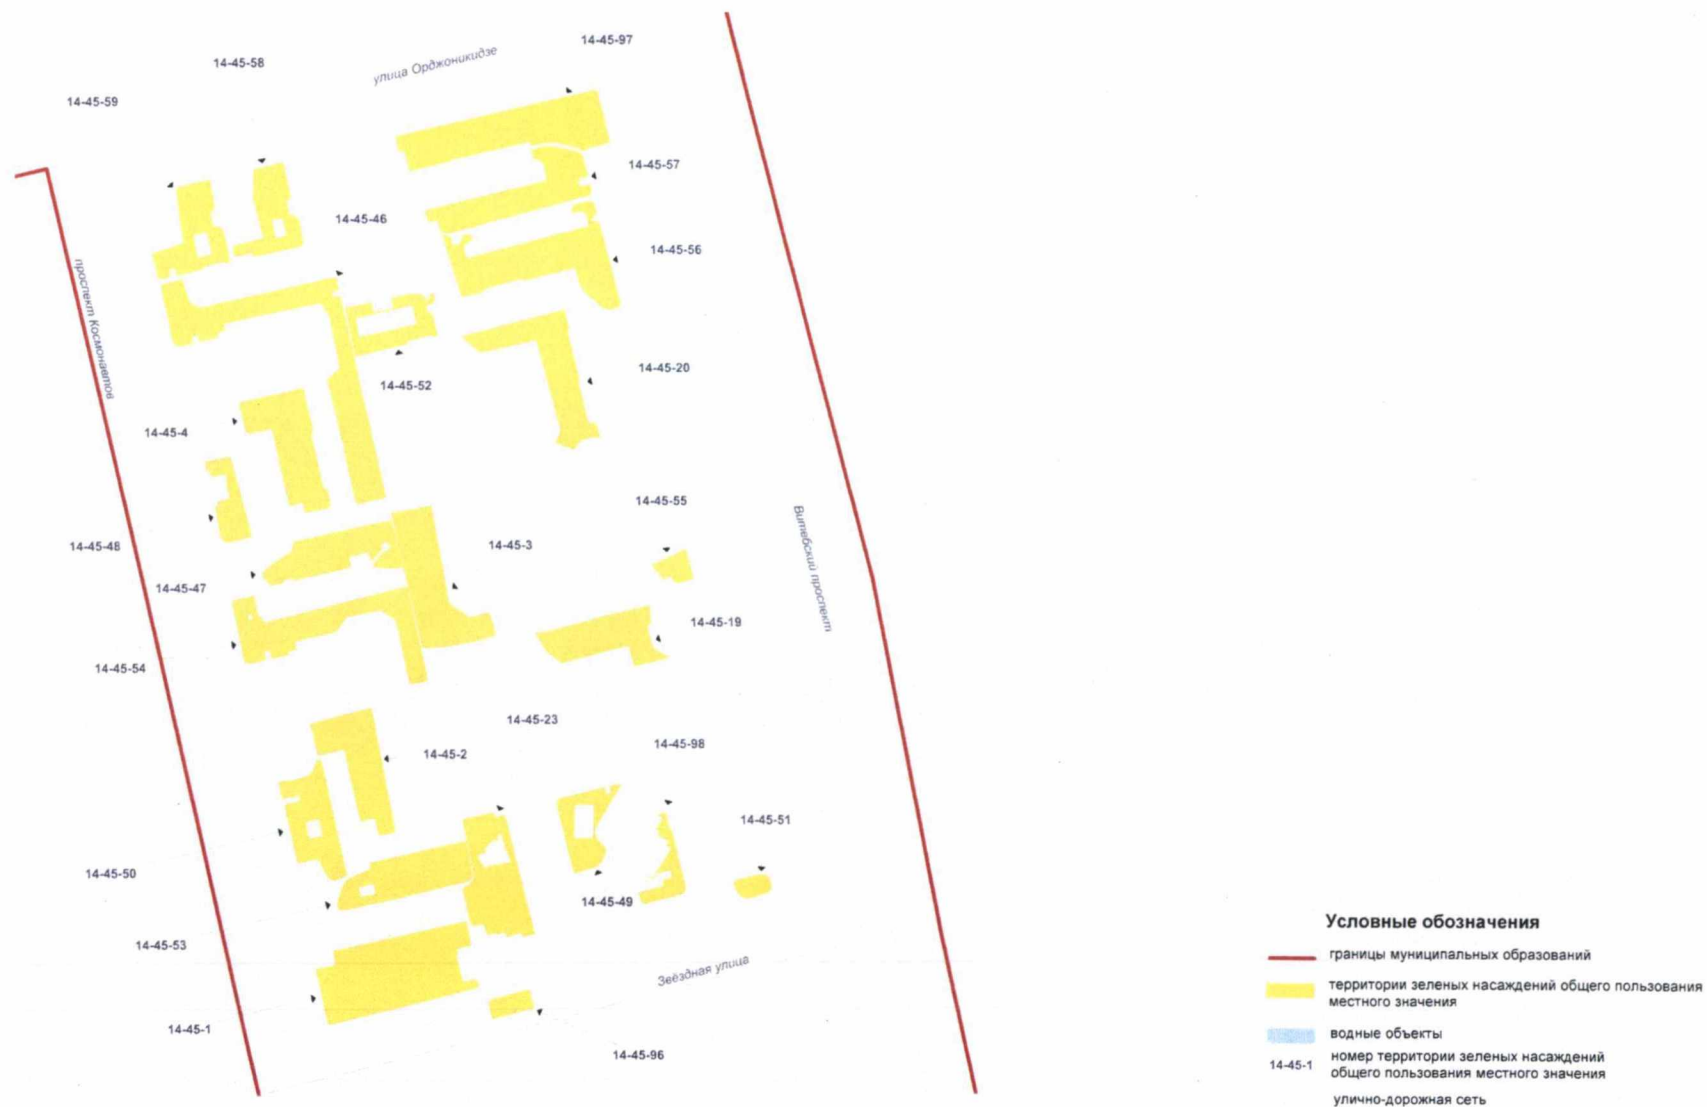 14-45-97
14-45-58
улица Орджоникидзе
14-45-59
14-45-57
14-45-46
14-45-56
проспект Космонавтов
14-45-20
14-45-52
14-45-4
14-45-55
Витебский проспект
14-45-48
14-45-3
14-45-47
14-45-19
14-45-54
14-45-23
14-45-98
14-45-2
14-45-51
14-45-50
14-45-49
14-45-53
Звёздная улица
14-45-1
14-45-96
Условные обозначения
границы муниципальных образований
территории зеленых насаждений общего пользования
местного значения
водные объекты
14-45-1
номер территории зеленых насаждений
общего пользования местного значения
улично-дорожная сеть